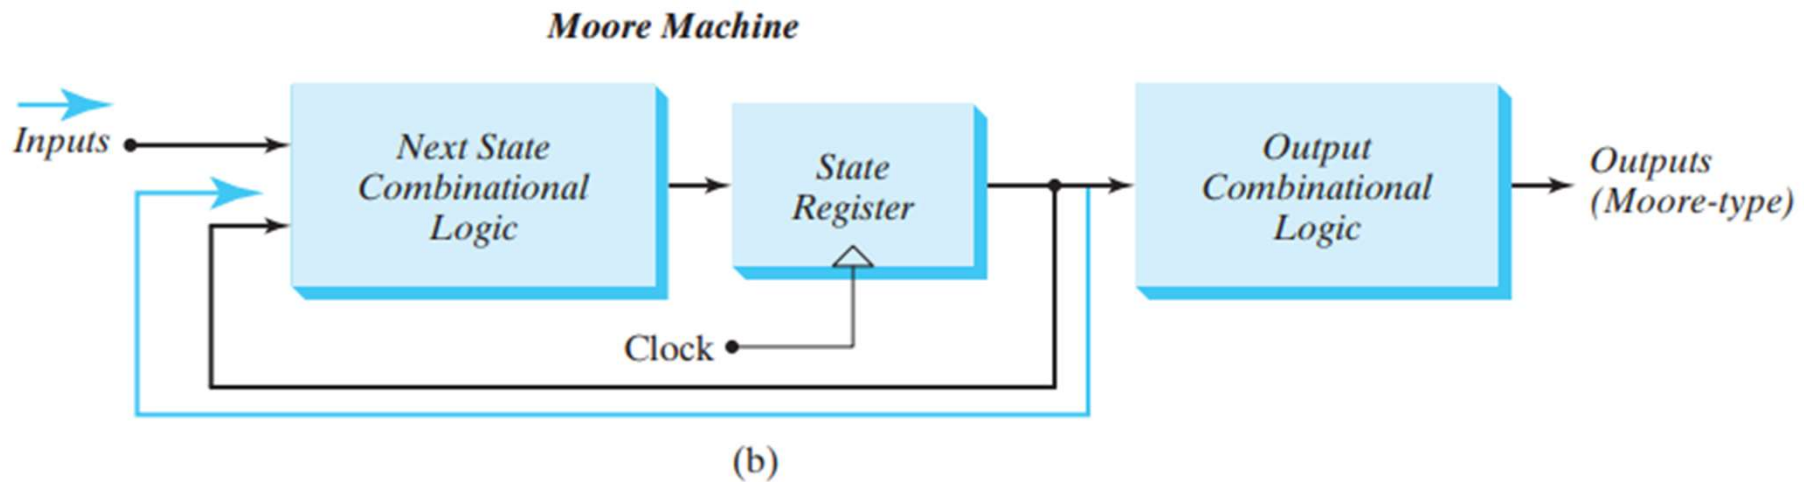 Moore Machine
Inputs
Next State
Combinational
Logic
State
Register
Clock
Output
Combinational
Logic
Outputs
(Moore-type)
(b)